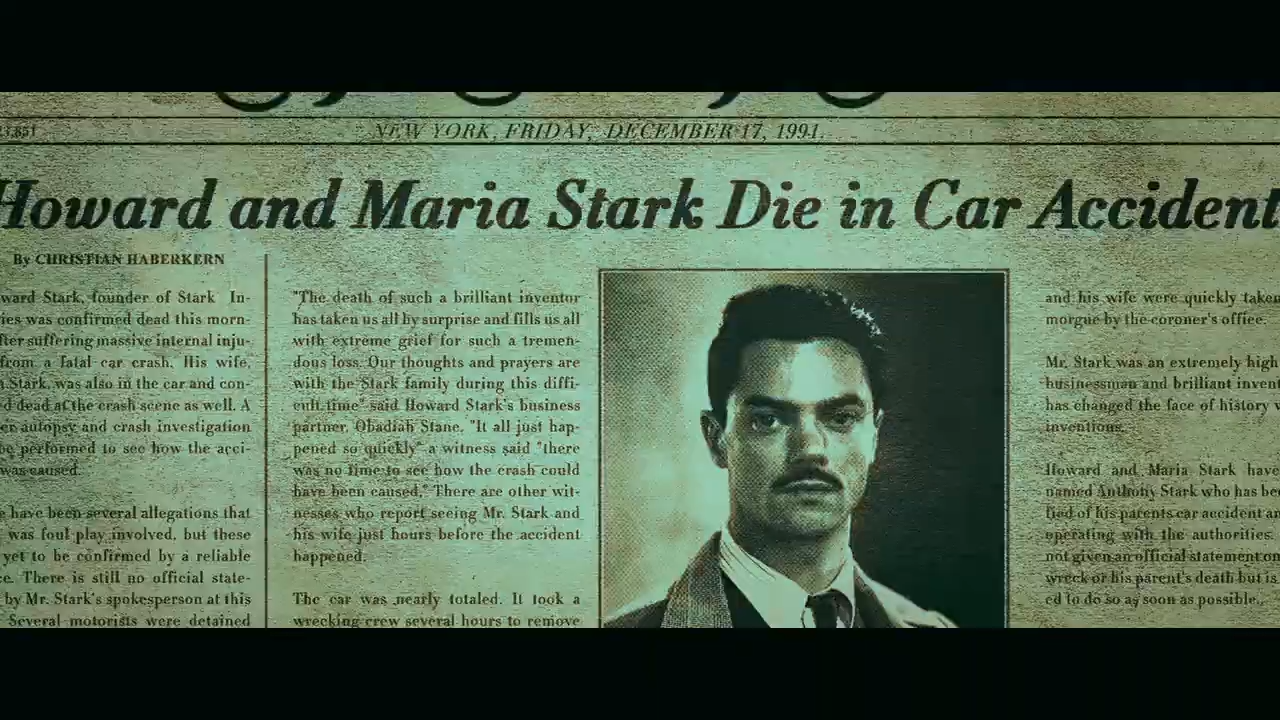 NEW YORK, FRIDAY, DECEMBER 17, 1991.
Howard and Maria Stark Die in Car Accident
By CHRISTIAN HABERKERN
ward Stark, founder of Stark In-
ies was confirmed dead this morn-
fter suffering massive internal inju-
from a fatal car crash. His wife,
Stark, was also in the car and con-
d dead at the crash scene as well. A
er autopsy and crash investigation
be performed to see how the acci-
was caused.
e have been several allegations that
was foul play involved, but these
yet to be confirmed by a reliable
ce. There is still no official state-
by Mr. Stark's spokesperson at this
Several motorists were detained
"The death of such a brilliant inventor
has taken us all by surprise and fills us all
with extreme grief for such a tremen-
dous loss. Our thoughts and prayers are
with the Stark family during this diffi-
cult time" said Howard Stark's business
partner, Obadiah Stane. "It all just hap-
pened so quickly" a witness said "there
was no time to see how the crash could
have been caused." There are other wit-
nesses who report seeing Mr. Stark and
his wife just hours before the accident
happened.
The car was nearly totaled. It took a
wrecking crew several hours to remove
and his wife were quickly taken
morgue by the coroner's office.
Mr. Stark was an extremely high
businessman and brilliant invent
has changed the face of history w
inventions.
Howard and Maria Stark have
named Anthony Stark who has bee
fied of his parents car accident an
operating with the authorities.
not given an official statement on
wreck or his parent's death but is
ed to do so as soon as possible.